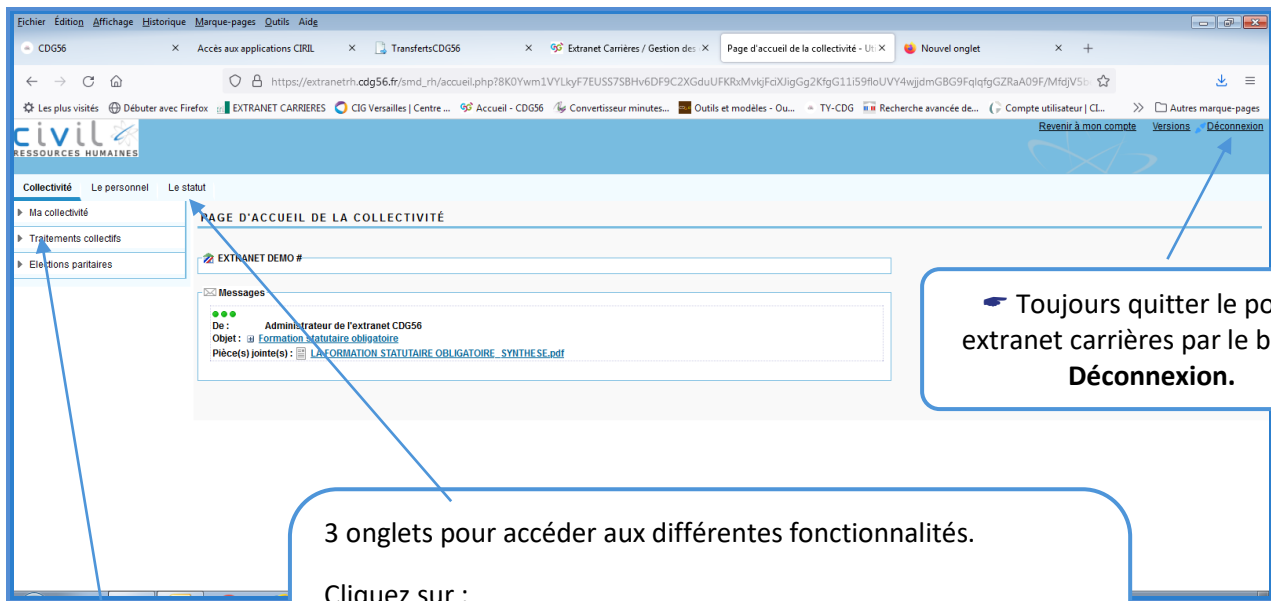 Fichier Édition Affichage Historique Marque-pages Outils Aide
CDG56 Accès aux applications CIRIL TransfertsCDG56 Extranet Carrières / Gestion des Page d'accueil de la collectivité - Uti Nouvel onglet
https://extranetrh.cdg56.fr/smd_rh/accueil.php?
Les plus visités Débuter avec Firefox EXTRANET CARRIERES CIG Versailles | Centre ... Accueil - CDG56 Convertisseur minutes... Outils et modèles - Ou... TY-CDG Recherche avancée de... Compte utilisateur | CI... Autres marque-pages
civil
RESSOURCES HUMAINES
Revenir à mon compte Versions Déconnexion
Collectivité Le personnel Le statut
Ma collectivité
Traitements collectifs
Elections paritaires
PAGE D'ACCUEIL DE LA COLLECTIVITÉ
EXTRANET DEMO #
Messages
De : Administrateur de l'extranet CDG56
Objet : Formation statutaire obligatoire
Pièce(s) jointe(s) : LA FORMATION STATUTAIRE OBLIGATOIRE_SYNTHESE.pdf
☛ Toujours quitter le po
extranet carrières par le b
Déconnexion.
3 onglets pour accéder aux différentes fonctionnalités.
Cliquez sur :